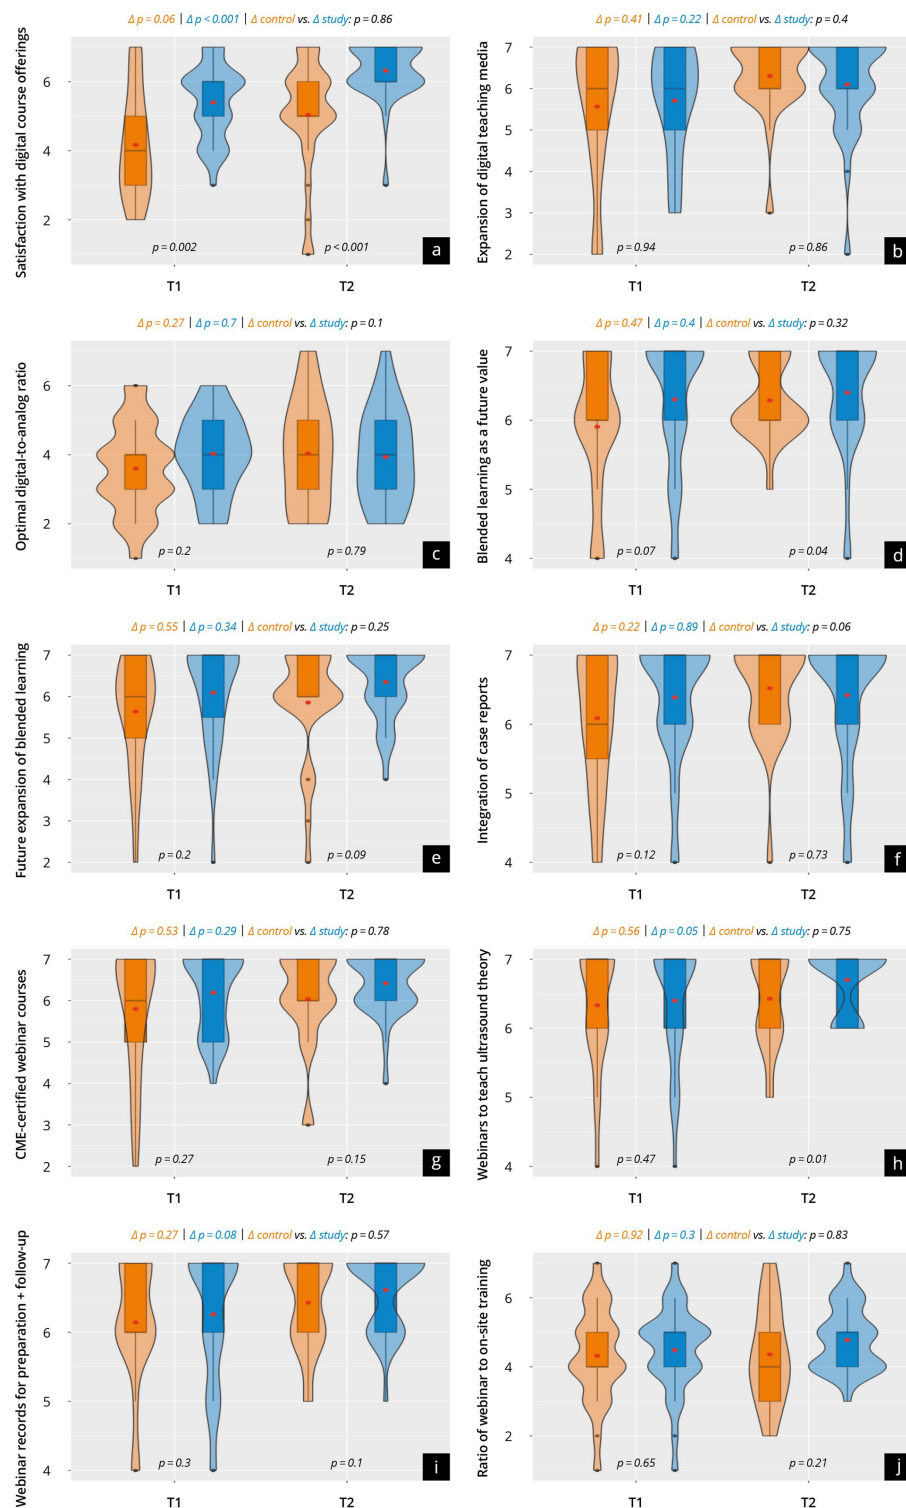 Δ p = 0.06 | Δ p < 0.001 | Δ control vs. Δ study: p = 0.86
Satisfaction with digital course offerings
6
4
2
p = 0.002
p < 0.001
a
T1
T2
Δ p = 0.41 | Δ p = 0.22 | Δ control vs. Δ study: p = 0.4
Expansion of digital teaching media
7
6
5
4
3
2
p = 0.94
p = 0.86
b
T1
T2
Δ p = 0.27 | Δ p = 0.7 | Δ control vs. Δ study: p = 0.1
Optimal digital-to-analog ratio
6
4
2
p = 0.2
p = 0.79
c
T1
T2
Δ p = 0.47 | Δ p = 0.4 | Δ control vs. Δ study: p = 0.32
Blended learning as a future value
7
6
5
4
p = 0.07
p = 0.04
d
T1
T2
Δ p = 0.55 | Δ p = 0.34 | Δ control vs. Δ study: p = 0.25
Future expansion of blended learning
7
6
5
4
3
2
p = 0.2
p = 0.09
e
T1
T2
Δ p = 0.22 | Δ p = 0.89 | Δ control vs. Δ study: p = 0.06
Integration of case reports
7
6
5
4
p = 0.12
p = 0.73
f
T1
T2
Δ p = 0.53 | Δ p = 0.29 | Δ control vs. Δ study: p = 0.78
CME-certified webinar courses
7
6
5
4
3
2
p = 0.27
p = 0.15
g
T1
T2
Δ p = 0.56 | Δ p = 0.05 | Δ control vs. Δ study: p = 0.75
Webinars to teach ultrasound theory
7
6
5
4
p = 0.47
p = 0.01
h
T1
T2
Δ p = 0.27 | Δ p = 0.08 | Δ control vs. Δ study: p = 0.57
Webinar records for preparation + follow-up
7
6
5
4
p = 0.3
p = 0.1
i
T1
T2
Δ p = 0.92 | Δ p = 0.3 | Δ control vs. Δ study: p = 0.83
Ratio of webinar to on-site training
6
4
2
p = 0.65
p = 0.21
j
T1
T2